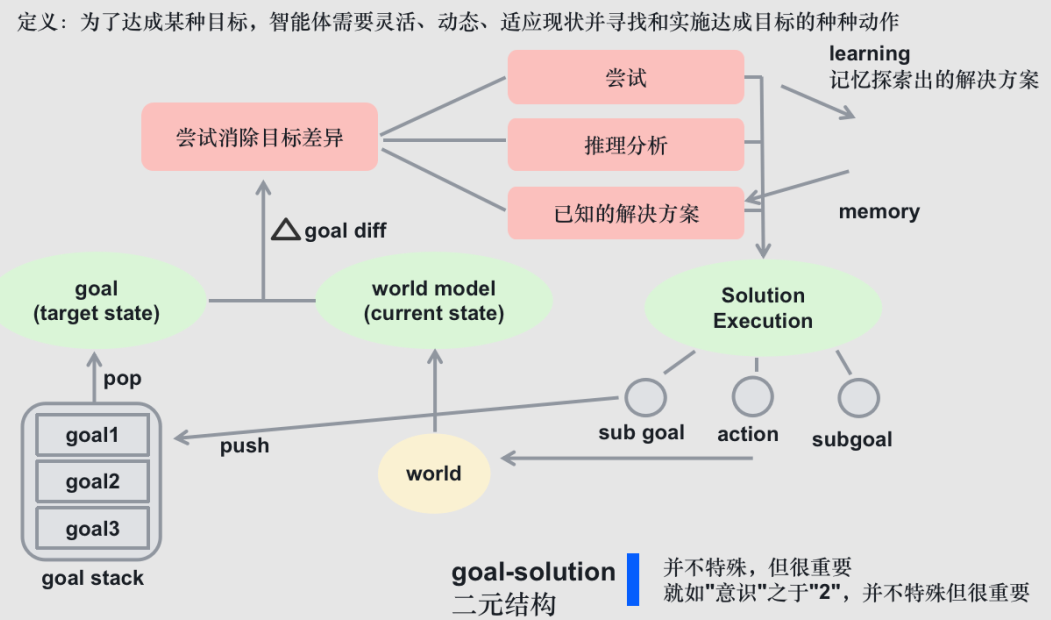 定义：为了达成某种目标，智能体需要灵活、动态、适应现状并寻找和实施达成目标的种种动作
learning
记忆探索出的解决方案
尝试
尝试消除目标差异
推理分析
已知的解决方案
memory
goal diff
goal
(target state)
world model
(current state)
Solution
Execution
pop
sub goal
action
subgoal
push
goal1
goal2
goal3
world
goal stack
goal-solution
二元结构
并不特殊，但很重要
就如"意识"之于"2"，并不特殊但很重要